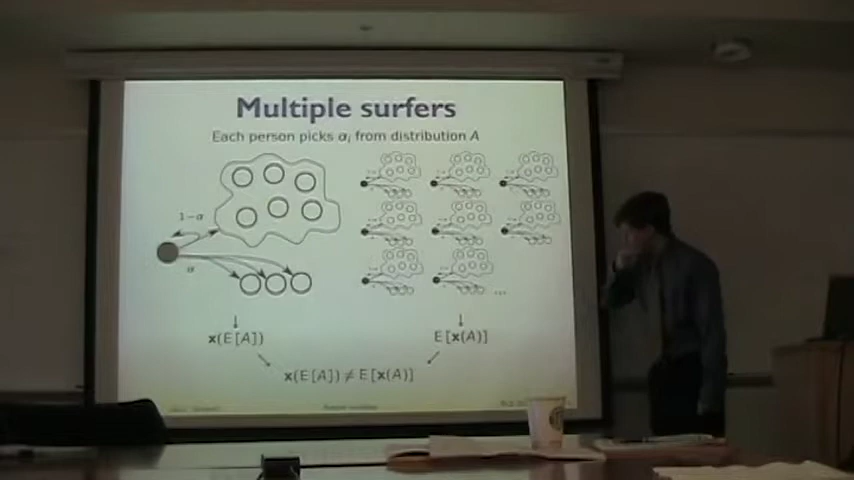 Multiple surfers
Each person picks αᵢ from distribution A
1−α
α
...
x(E[A])
E[x(A)]
x(E[A]) ≠ E[x(A)]